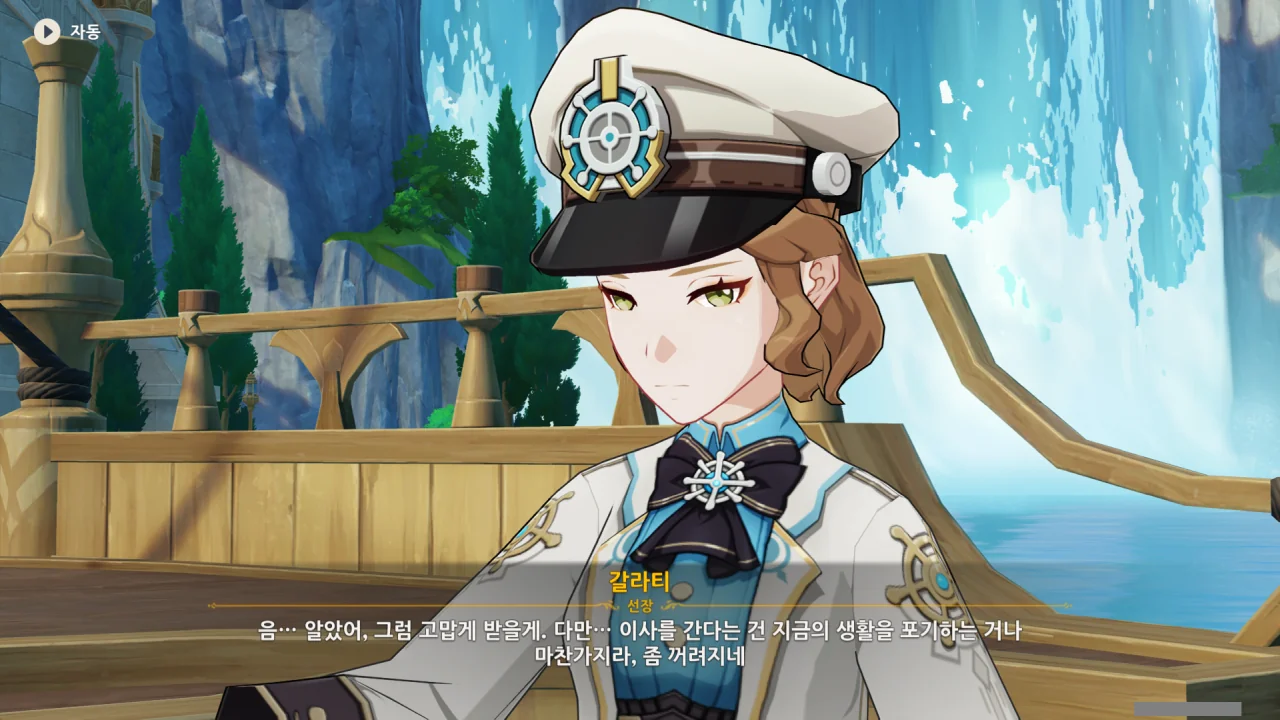 자동
갈라티
선장
음… 알았어, 그럼 고맙게 받을게. 다만… 이사를 간다는 건 지금의 생활을 포기하는 거나
마찬가지라, 좀 꺼려지네